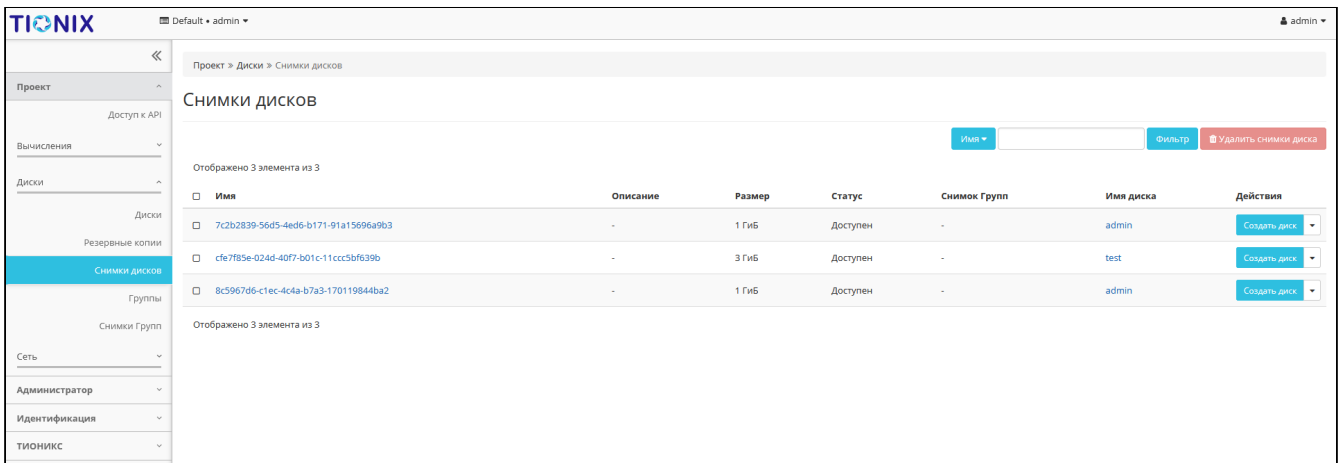 TIONIX
Default • admin
admin
Проект » Диски » Снимки дисков
Проект
Доступ к API
Вычисления
Диски
Диски
Резервные копии
Снимки дисков
Группы
Снимки Групп
Сеть
Администратор
Идентификация
ТИОНИКС
Снимки дисков
Имя Фильтр Удалить снимки диска
Отображено 3 элемента из 3
Имя Описание Размер Статус Снимок Групп Имя диска Действия
7c2b2839-56d5-4ed6-b171-91a15696a9b3 - 1 ГиБ Доступен - admin Создать диск
cfe7f85e-024d-40f7-b01c-11ccc5bf639b - 3 ГиБ Доступен - test Создать диск
8c5967d6-c1ec-4c4a-b7a3-170119844ba2 - 1 ГиБ Доступен - admin Создать диск
Отображено 3 элемента из 3